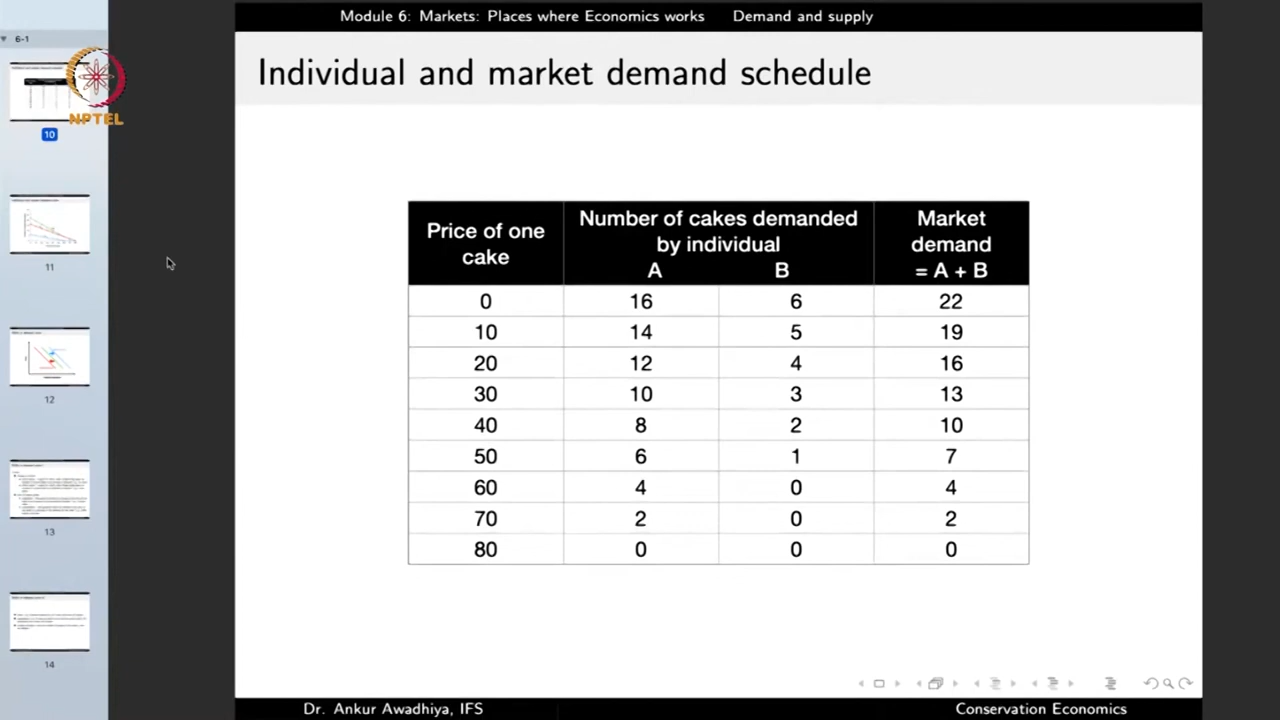 Module 6: Markets: Places where Economics works Demand and supply
6-1
NPTEL
10
11
12
13
14
Individual and market demand schedule
Price of one cake Number of cakes demanded by individual A B Market demand = A + B
0 16 6 22
10 14 5 19
20 12 4 16
30 10 3 13
40 8 2 10
50 6 1 7
60 4 0 4
70 2 0 2
80 0 0 0
Dr. Ankur Awadhiya, IFS Conservation Economics